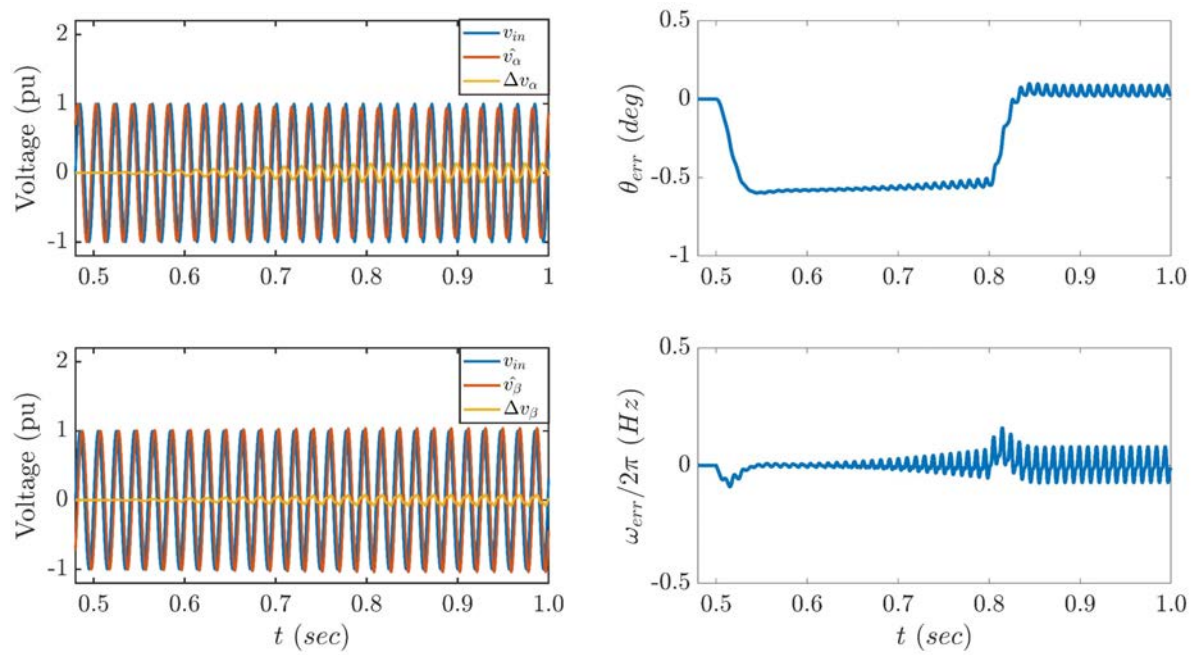 2
1
0
-1
Voltage (pu)
v_in
v̂_α
Δv_α
0.5 0.6 0.7 0.8 0.9 1
0.5
0
-0.5
-1
θ_err (deg)
0.5 0.6 0.7 0.8 0.9 1.0
2
1
0
-1
Voltage (pu)
v_in
v̂_β
Δv_β
0.5 0.6 0.7 0.8 0.9 1.0
t (sec)
0.5
0
-0.5
ω_err/2π (Hz)
0.5 0.6 0.7 0.8 0.9 1.0
t (sec)